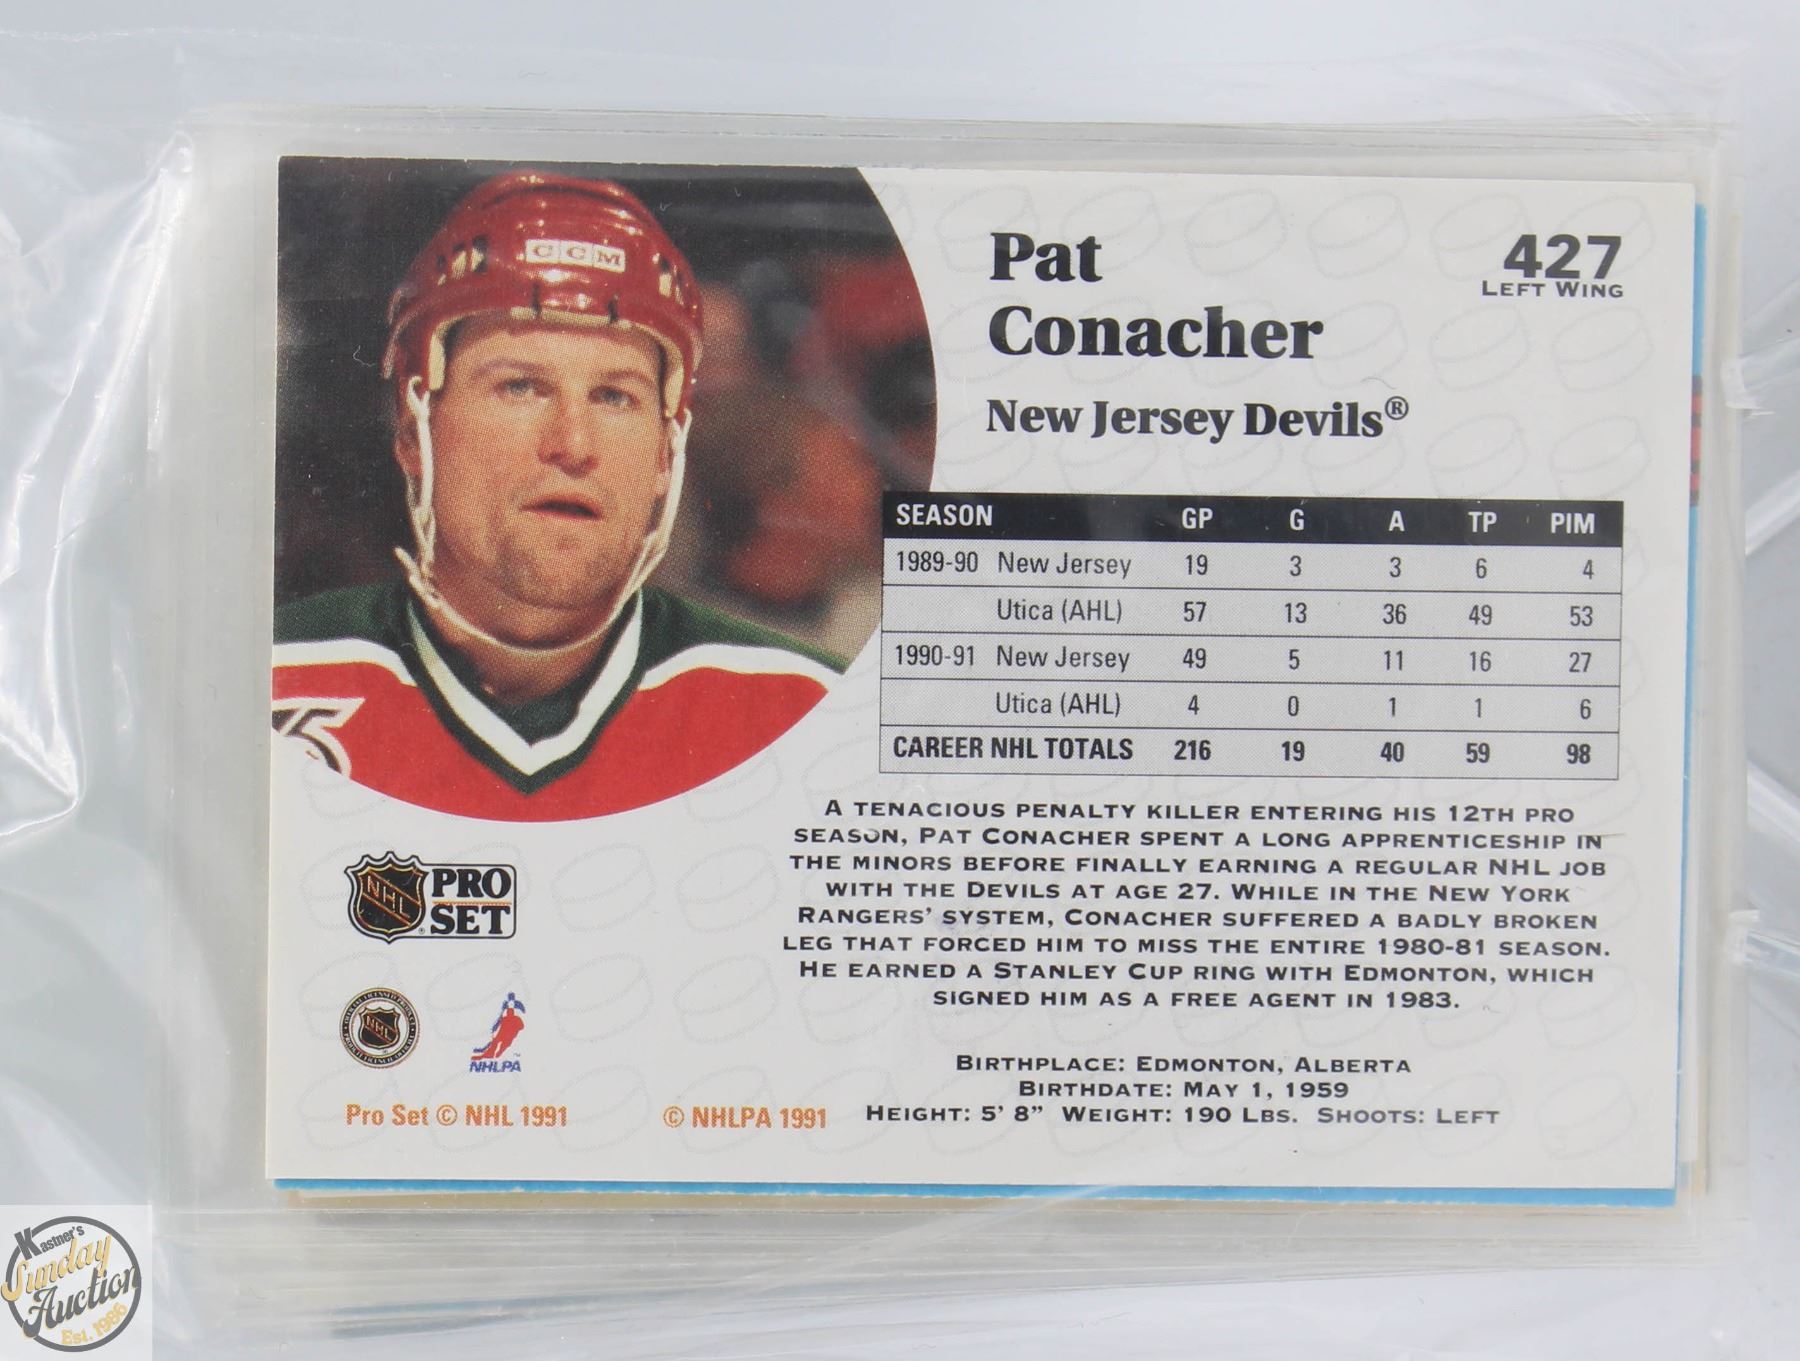 CCM
Pat
Conacher
New Jersey Devils®
427
LEFT WING
SEASON GP G A TP PIM
1989-90 New Jersey 19 3 3 6 4
Utica (AHL) 57 13 36 49 53
1990-91 New Jersey 49 5 11 16 27
Utica (AHL) 4 0 1 1 6
CAREER NHL TOTALS 216 19 40 59 98
A TENACIOUS PENALTY KILLER ENTERING HIS 12TH PRO
SEASON, PAT CONACHER SPENT A LONG APPRENTICESHIP IN
THE MINORS BEFORE FINALLY EARNING A REGULAR NHL JOB
WITH THE DEVILS AT AGE 27. WHILE IN THE NEW YORK
RANGERS' SYSTEM, CONACHER SUFFERED A BADLY BROKEN
LEG THAT FORCED HIM TO MISS THE ENTIRE 1980-81 SEASON.
HE EARNED A STANLEY CUP RING WITH EDMONTON, WHICH
SIGNED HIM AS A FREE AGENT IN 1983.
NHL PRO
SET
NHL
NHLPA
BIRTHPLACE: EDMONTON, ALBERTA
BIRTHDATE: MAY 1, 1959
HEIGHT: 5' 8" WEIGHT: 190 LBS. SHOOTS: LEFT
Pro Set © NHL 1991
© NHLPA 1991
Kastner's
Sunday
Auction
Est. 1986